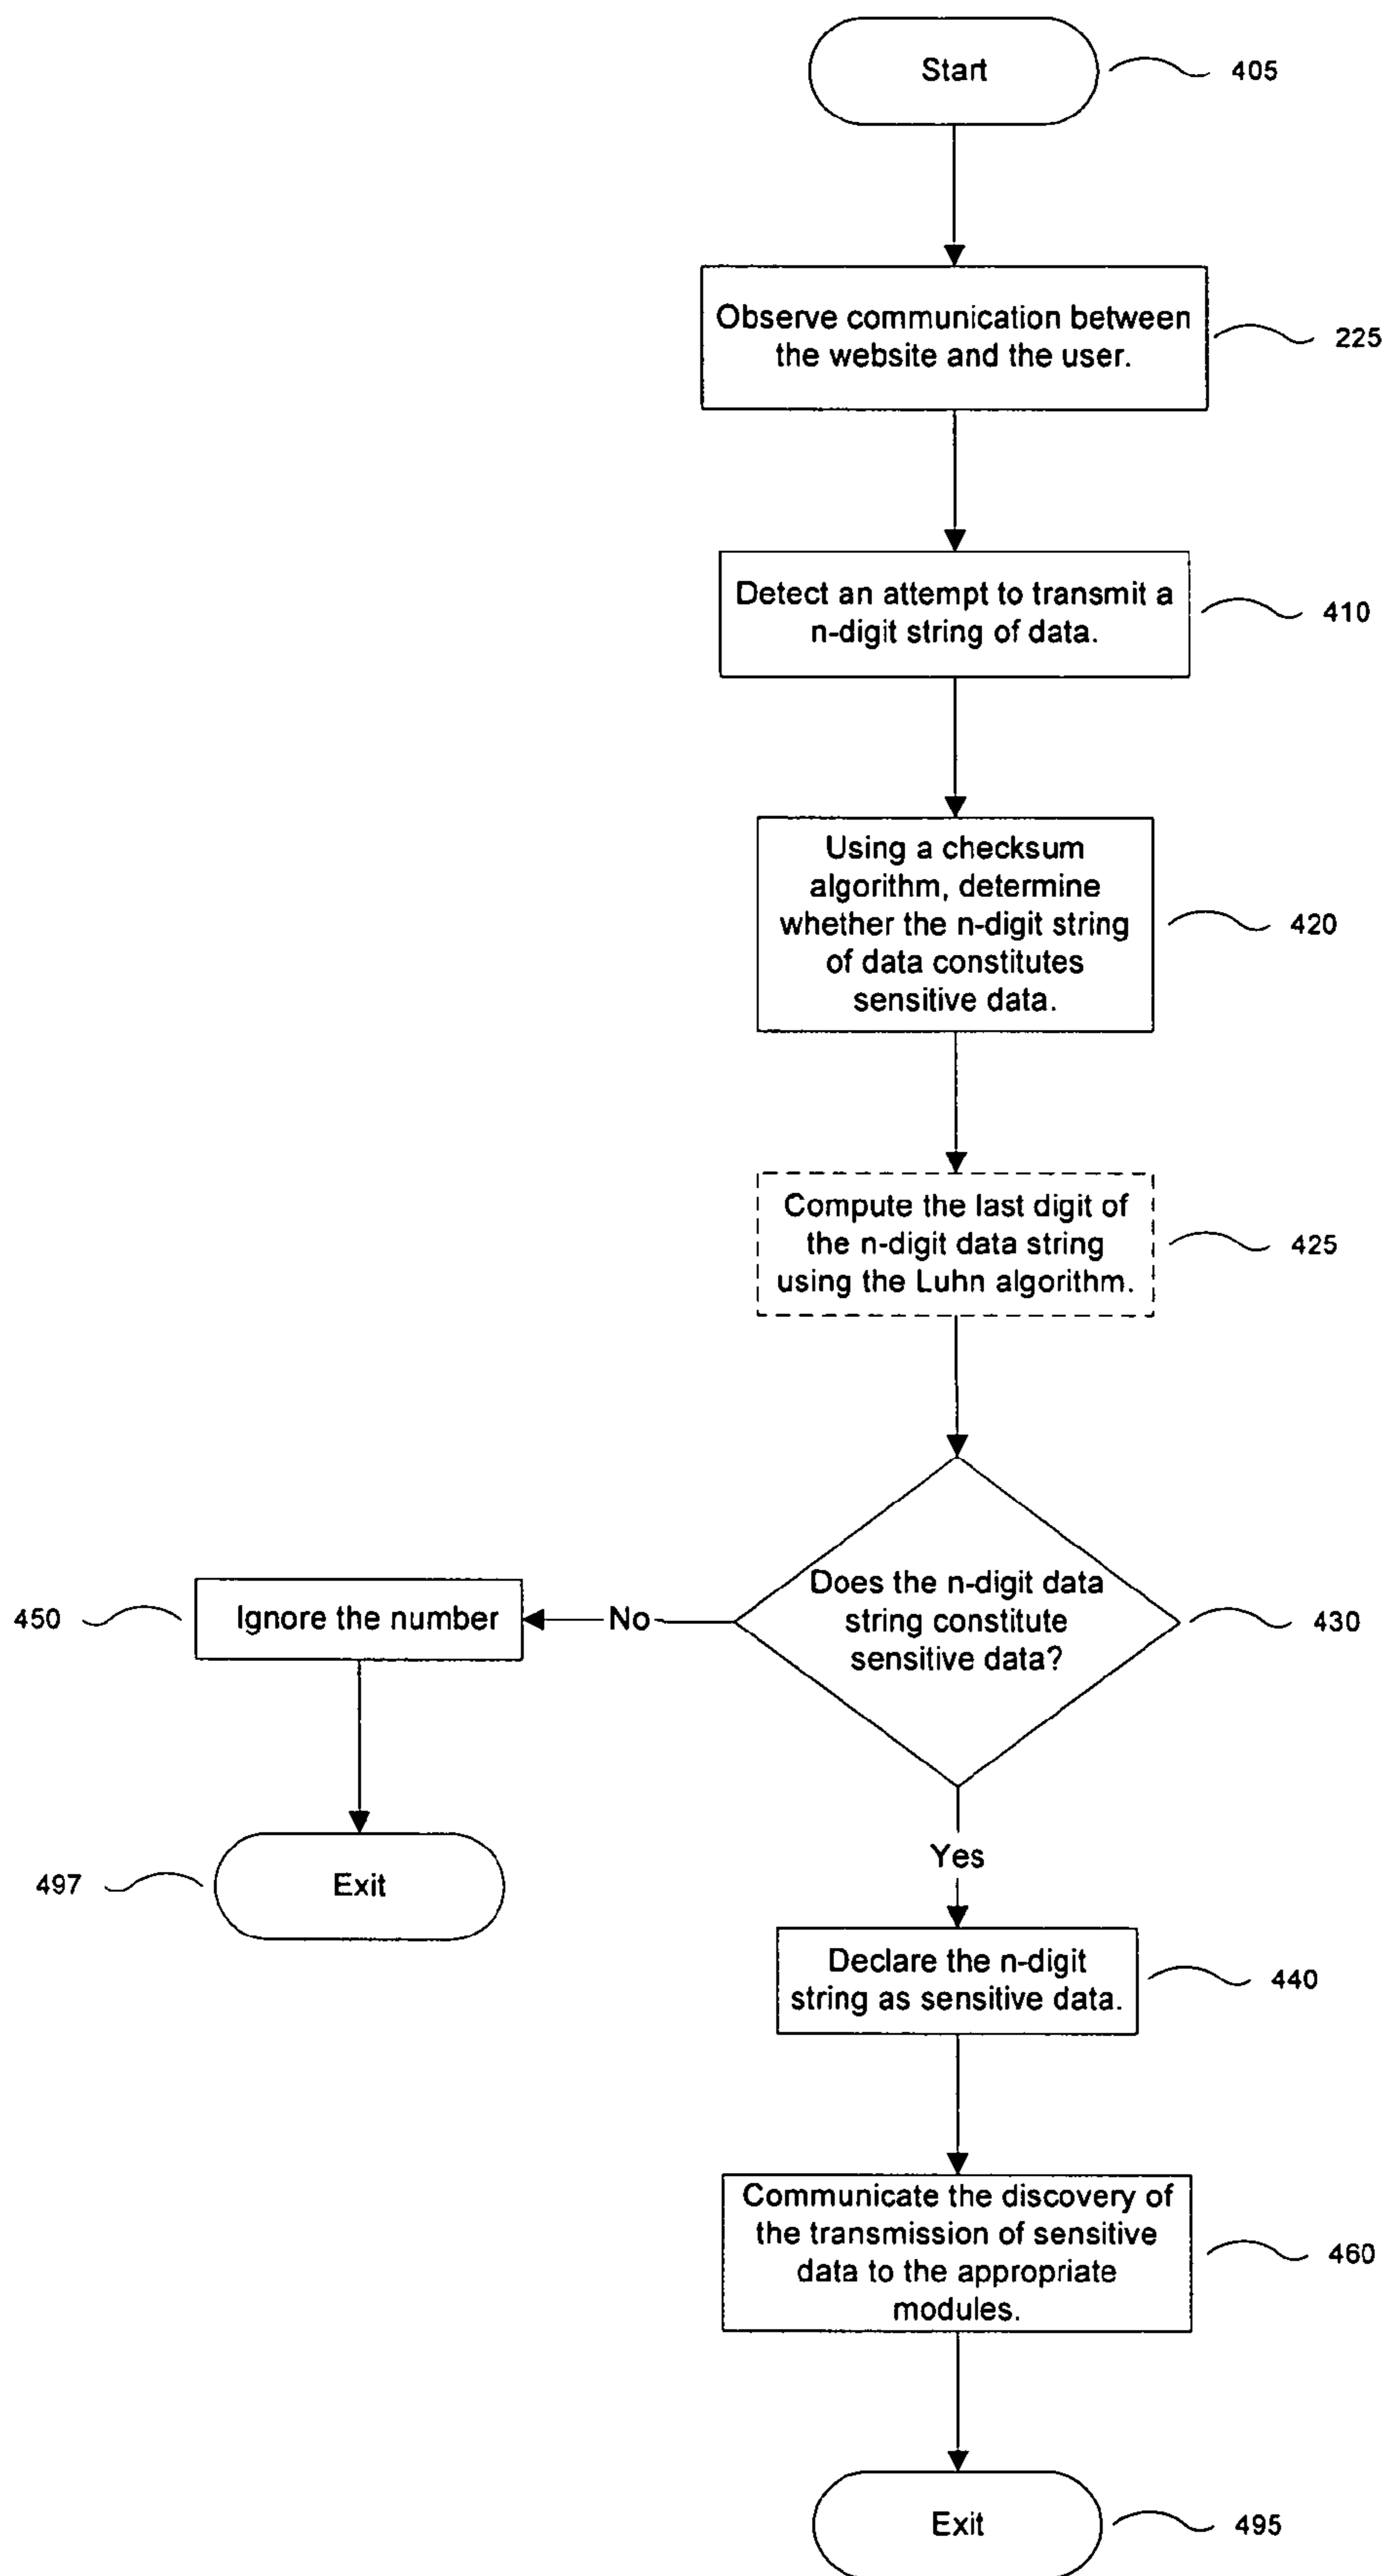 Start
405
Observe communication between
the website and the user.
225
Detect an attempt to transmit a
n-digit string of data.
410
Using a checksum
algorithm, determine
whether the n-digit string
of data constitutes
sensitive data.
420
Compute the last digit of
the n-digit data string
using the Luhn algorithm.
425
Does the n-digit data
string constitute
sensitive data?
430
No
Ignore the number
450
Exit
497
Yes
Declare the n-digit
string as sensitive data.
440
Communicate the discovery of
the transmission of sensitive
data to the appropriate
modules.
460
Exit
495